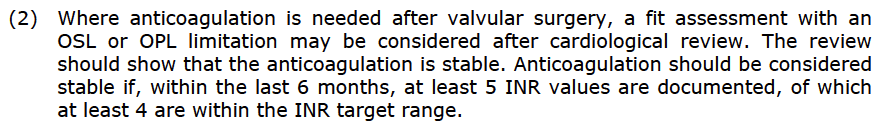 (2) Where anticoagulation is needed after valvular surgery, a fit assessment with an
OSL or OPL limitation may be considered after cardiological review. The review
should show that the anticoagulation is stable. Anticoagulation should be considered
stable if, within the last 6 months, at least 5 INR values are documented, of which
at least 4 are within the INR target range.